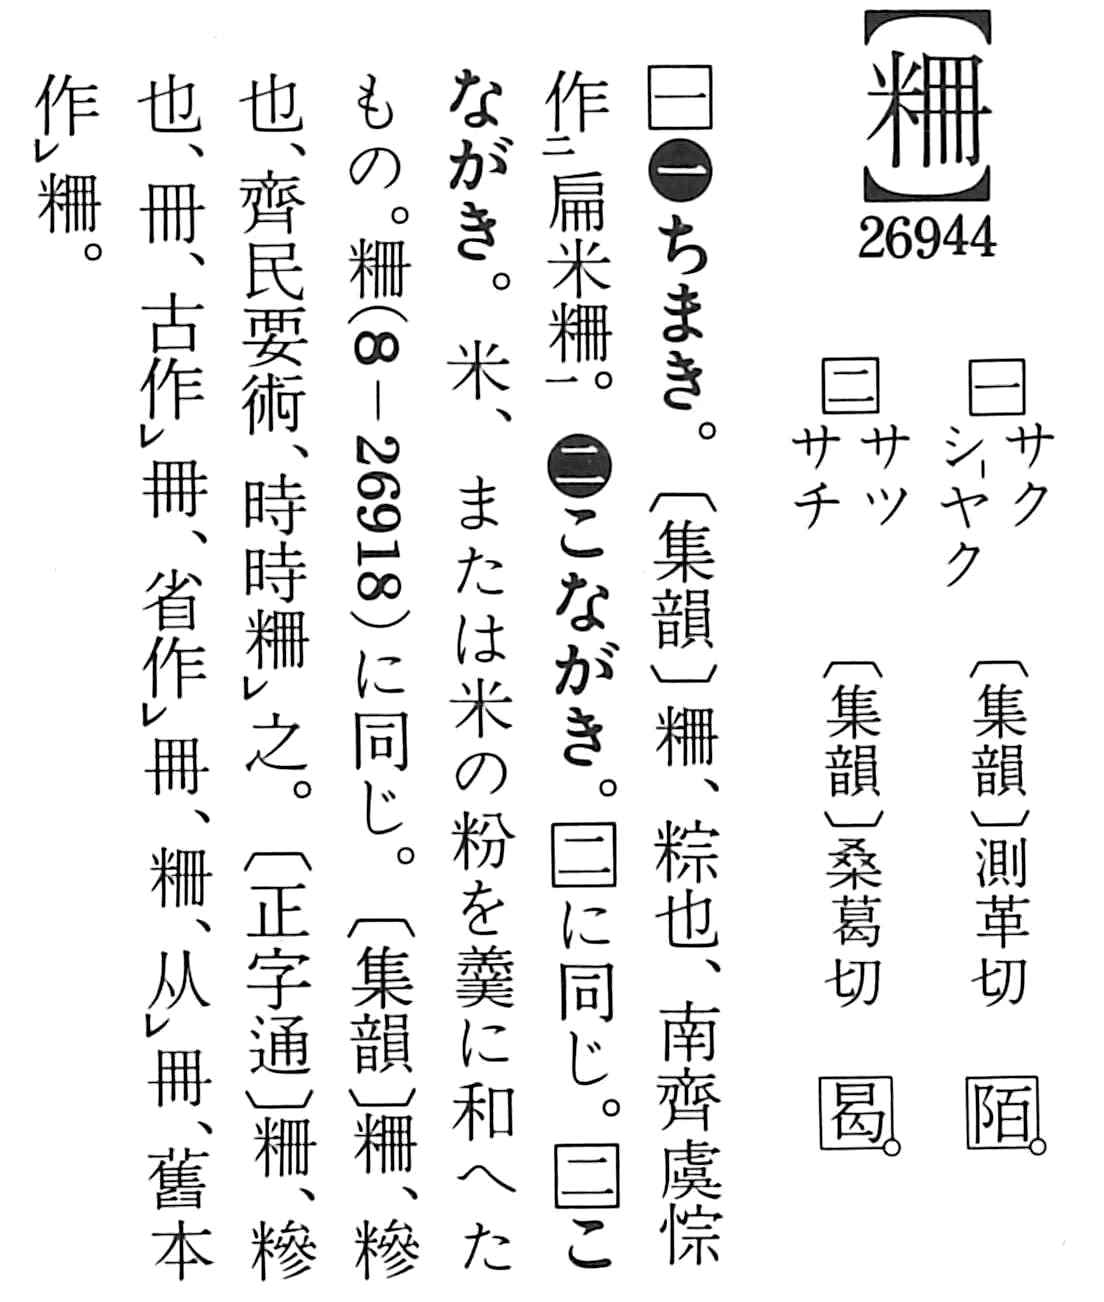 【粣】
26944
一 サク シャク 〔集韻〕測革切 陌
二 サツ サチ 〔集韻〕桑葛切 曷
一❶ちまき。〔集韻〕粣、粽也、南齊虞悰
作㆓扁米粣㆒。❷こながき。二に同じ。二こ
ながき。米、または米の粉を羹に和へた
もの。粣(8—26918)に同じ。〔集韻〕粣、糝
也、齊民要術、時時粣㆑之。〔正字通〕粣、糝
也、冊、古作㆑冊、省作㆑冊、粣、从㆑冊、舊本
作㆑粣。